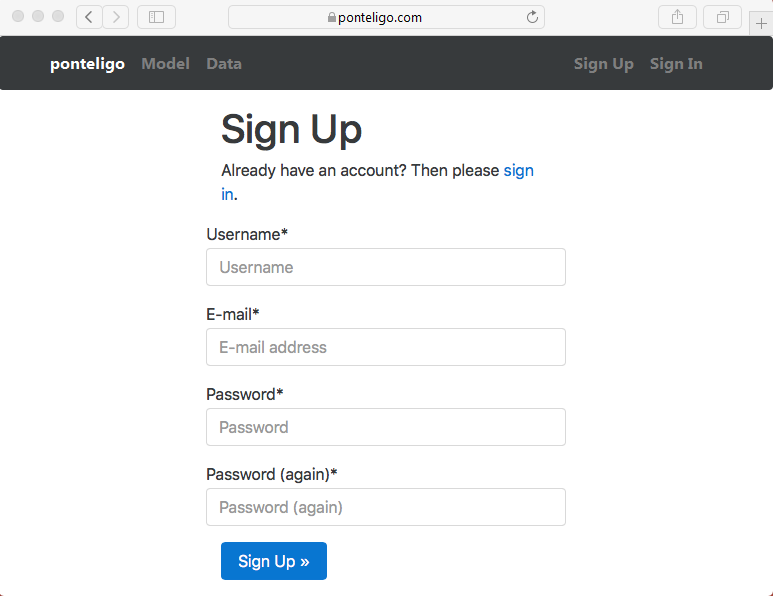 ponteligo.com
ponteligo Model Data Sign Up Sign In
Sign Up
Already have an account? Then please sign
in.
Username*
Username
E-mail*
E-mail address
Password*
Password
Password (again)*
Password (again)
Sign Up »